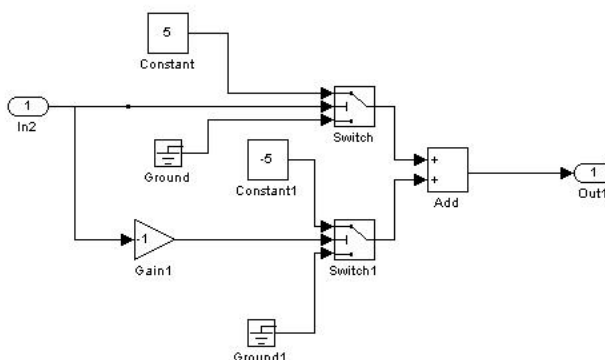 5
Constant
1
In2
Switch
Ground
-5
Constant1
+
+
Add
1
Out1
-1
Gain1
Switch1
Ground1